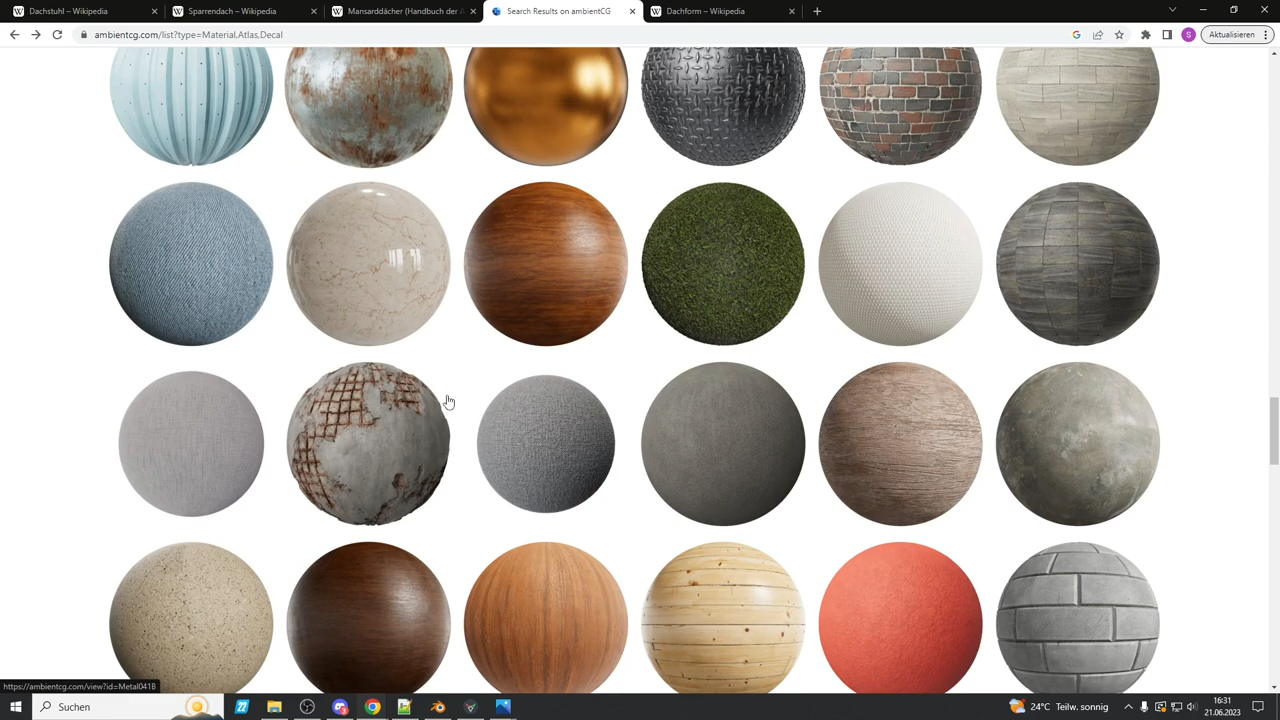 Dachstuhl – Wikipedia
Sparrendach – Wikipedia
Mansarddächer (Handbuch der A
Search Results on ambientCG
Dachform – Wikipedia
ambientcg.com/list?type=Material,Atlas,Decal
S
Aktualisieren
https://ambientcg.com/view?id=Metal041B
Suchen
24°C Teilw. sonnig
16:31
21.06.2023